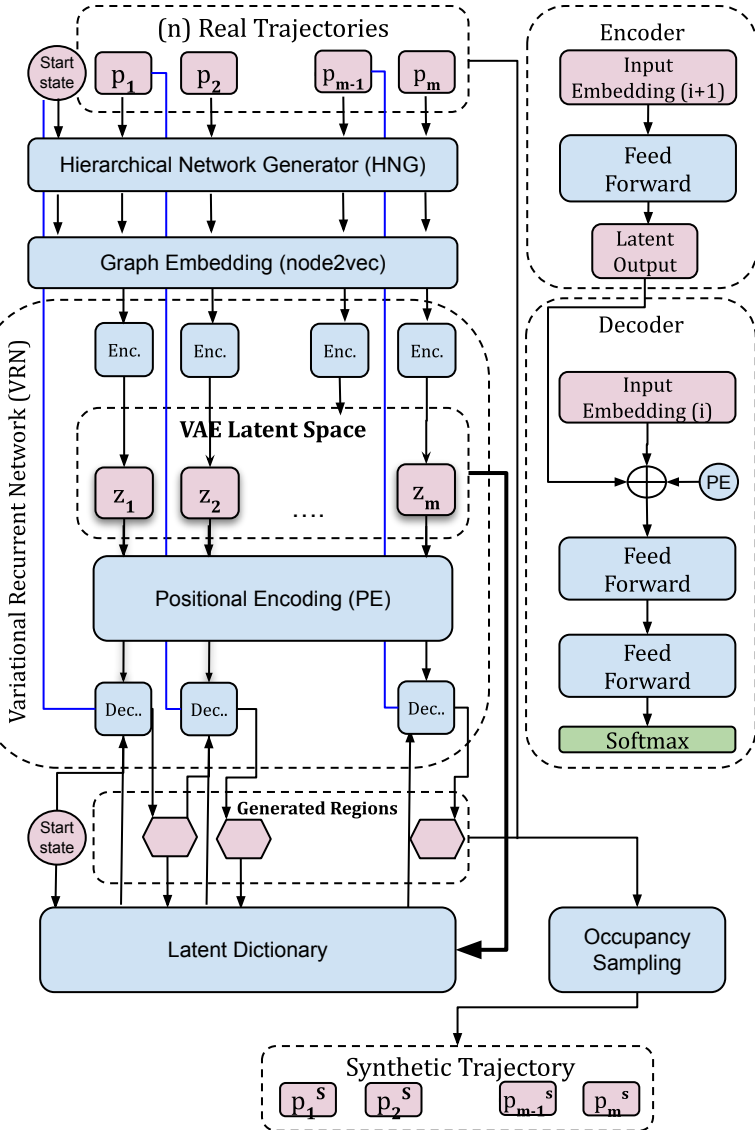 (n) Real Trajectories
Start
state
p1
p2
pm-1
pm
Hierarchical Network Generator (HNG)
Graph Embedding (node2vec)
Variational Recurrent Network (VRN)
Enc.
Enc.
Enc.
Enc.
VAE Latent Space
z1
z2
....
zm
Positional Encoding (PE)
Dec..
Dec..
Dec..
Generated Regions
Start
state
Latent Dictionary
Occupancy
Sampling
Synthetic Trajectory
p1s
p2s
pm-1s
pms
Encoder
Input
Embedding (i+1)
Feed
Forward
Latent
Output
Decoder
Input
Embedding (i)
PE
Feed
Forward
Feed
Forward
Softmax